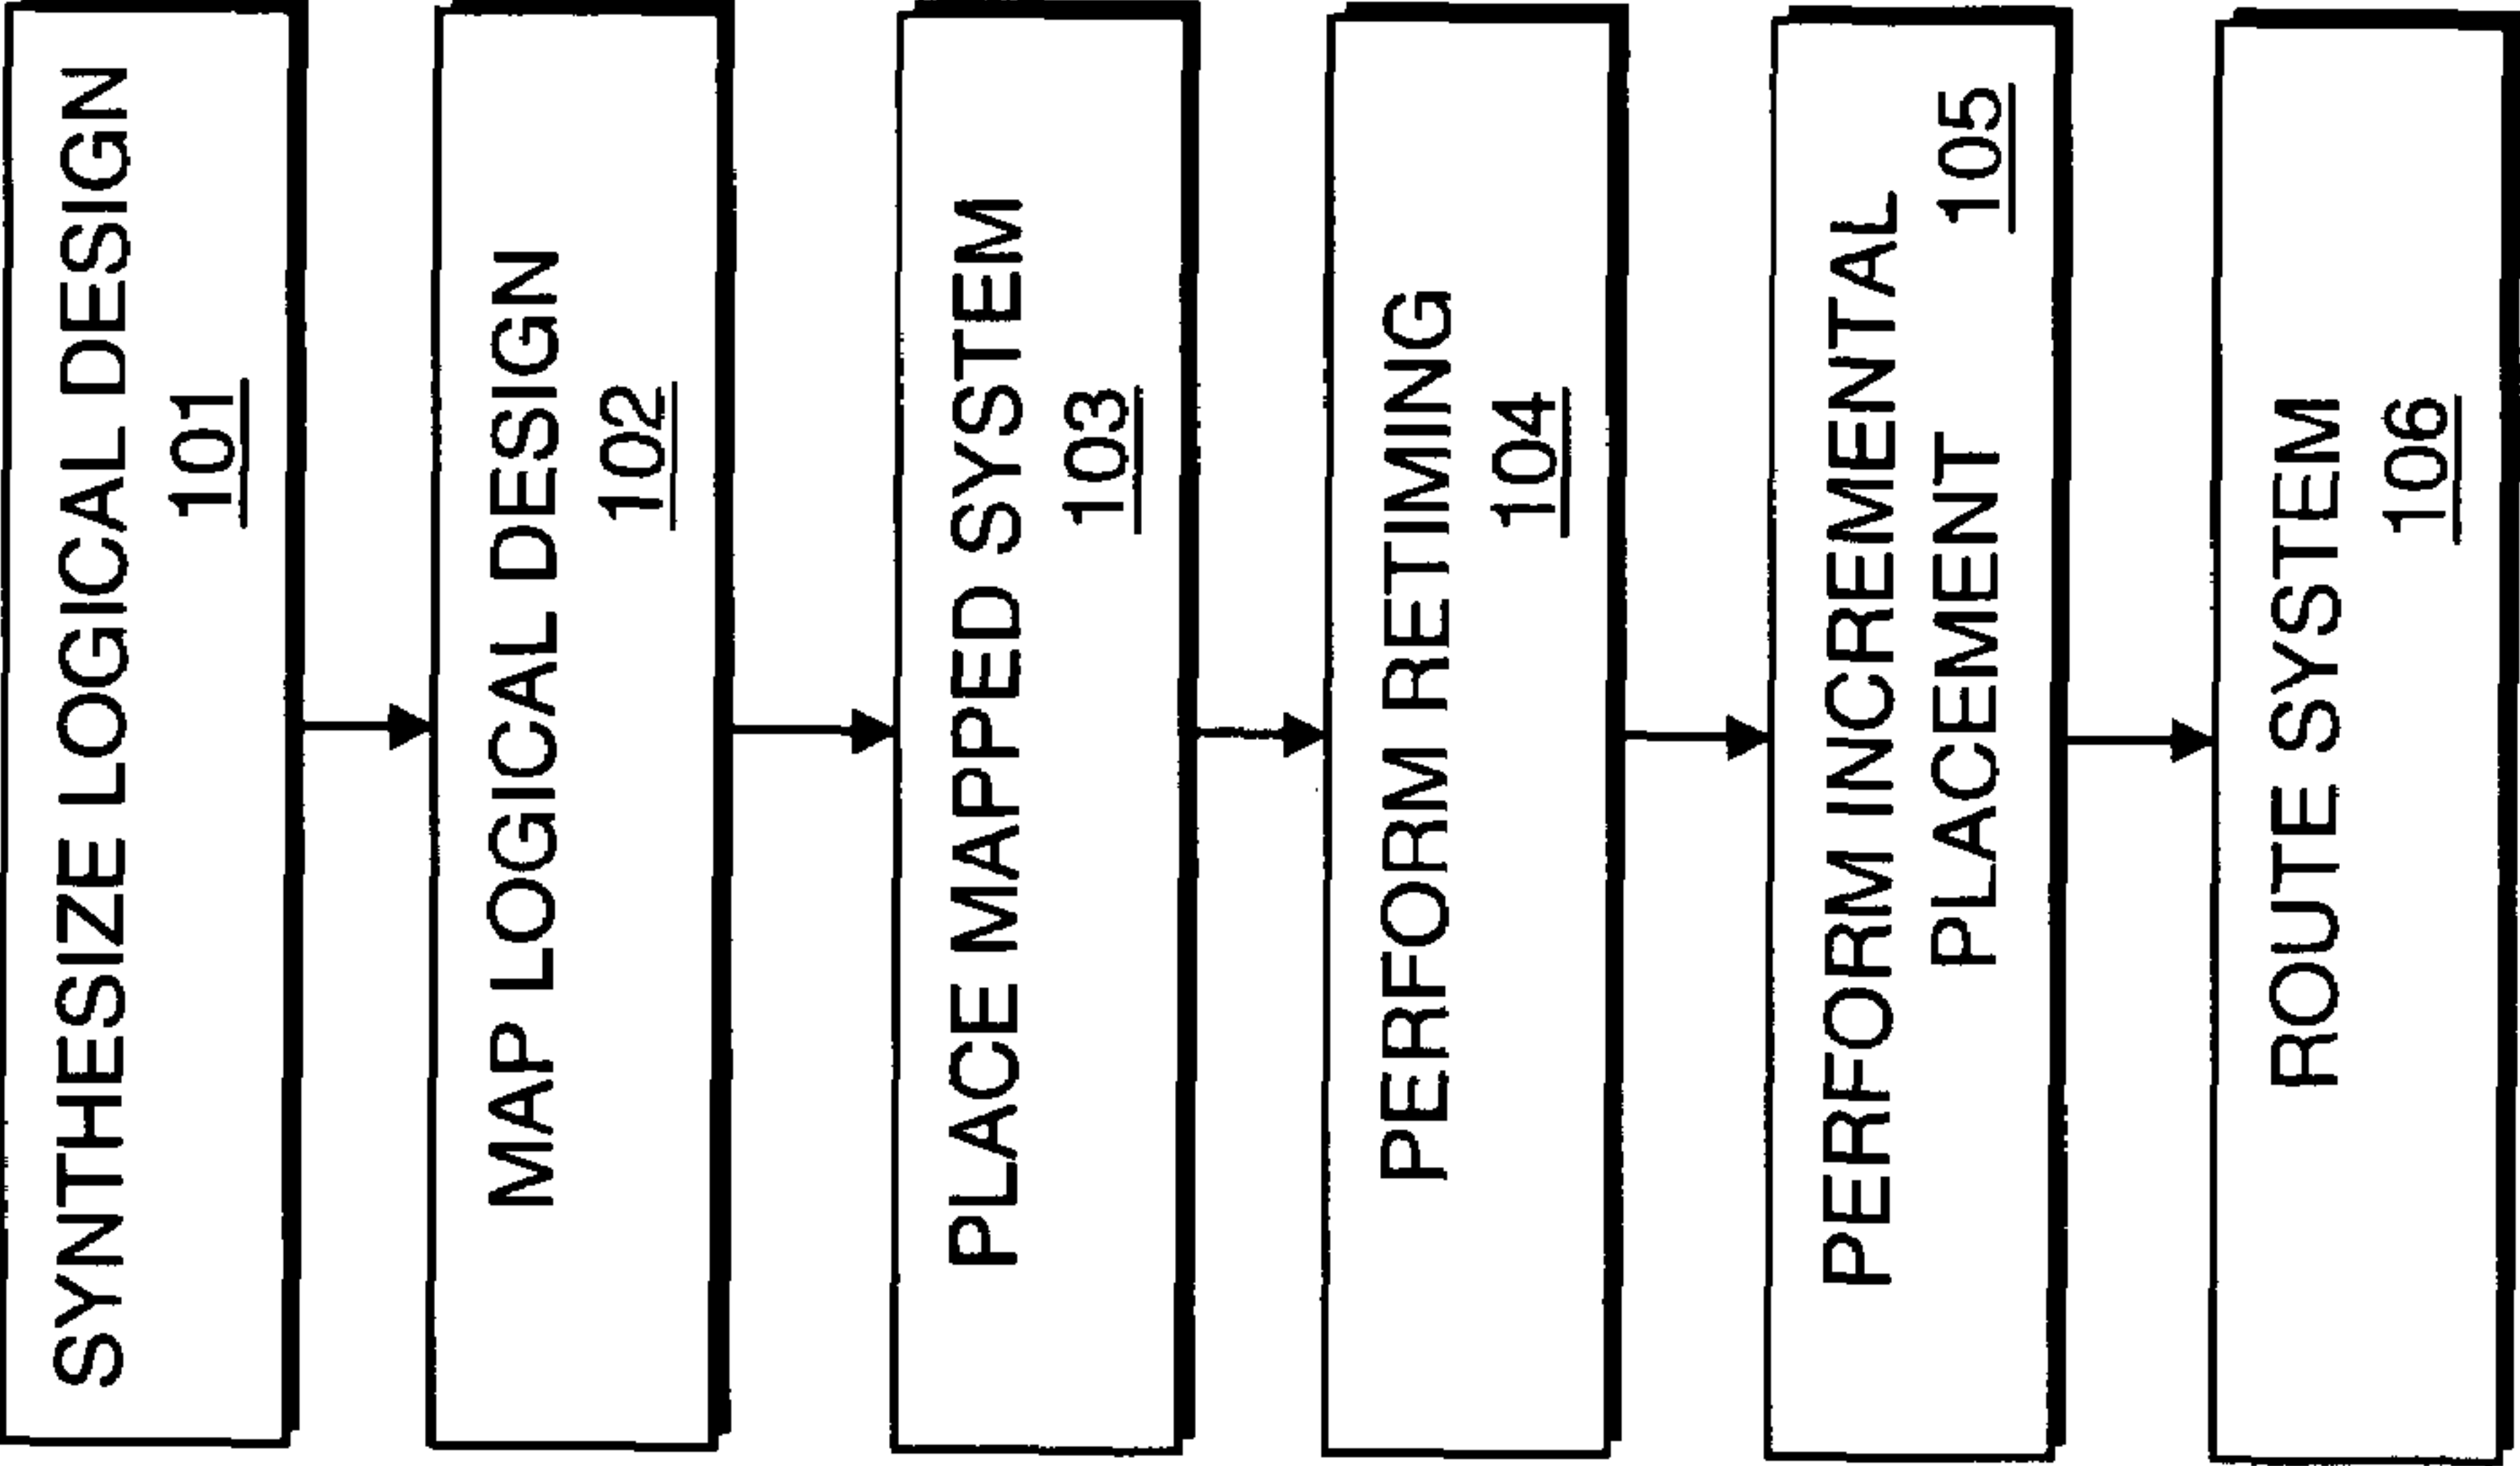 SYNTHESIZE LOGICAL DESIGN
101
MAP LOGICAL DESIGN
102
PLACE MAPPED SYSTEM
103
PERFORM RETIMING
104
PERFORM INCREMENTAL
PLACEMENT
105
ROUTE SYSTEM
106